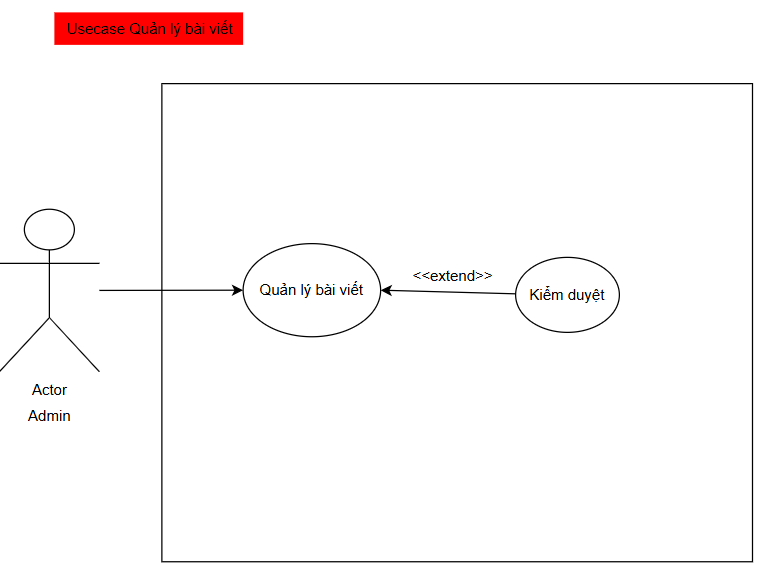 Usecase Quản lý bài viết
<<extend>>
Quản lý bài viết
Kiểm duyệt
Actor
Admin